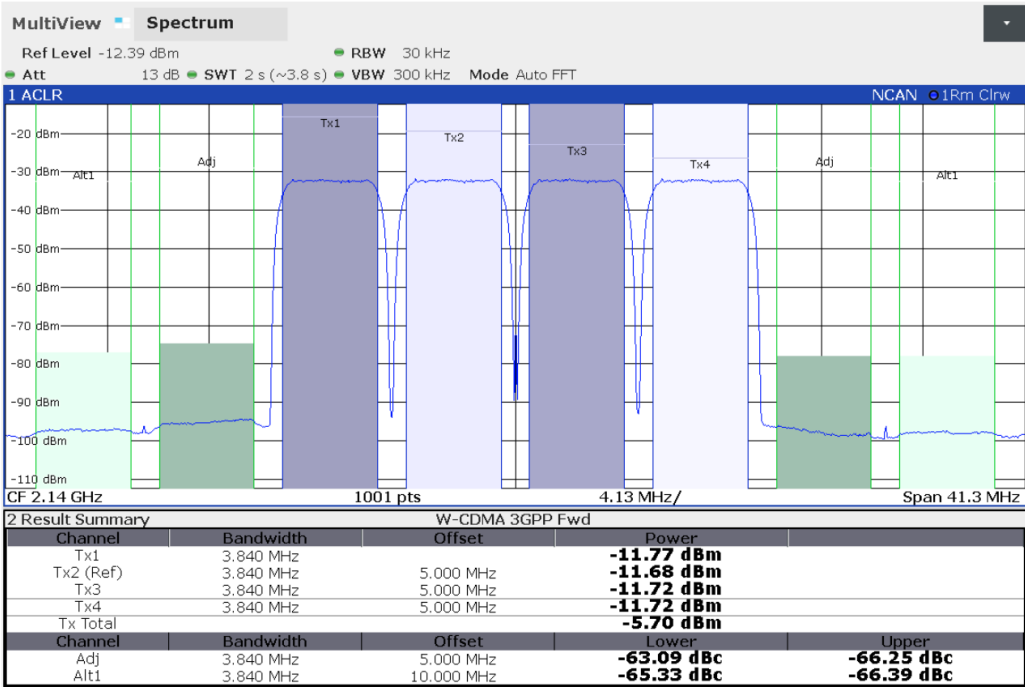 MultiView Spectrum
Ref Level -12.39 dBm RBW 30 kHz
Att 13 dB SWT 2 s (~3.8 s) VBW 300 kHz Mode Auto FFT
1 ACLR NCAN 1Rm Clrw
Tx1
-20 dBm
Tx2
Tx3
Adj Tx4 Adj
-30 dBm
Alt1 Alt1
-40 dBm
-50 dBm
-60 dBm
-70 dBm
-80 dBm
-90 dBm
-100 dBm
-110 dBm
CF 2.14 GHz 1001 pts 4.13 MHz/ Span 41.3 MHz
2 Result Summary W-CDMA 3GPP Fwd
Channel Bandwidth Offset Power
Tx1 3.840 MHz -11.77 dBm
Tx2 (Ref) 3.840 MHz 5.000 MHz -11.68 dBm
Tx3 3.840 MHz 5.000 MHz -11.72 dBm
Tx4 3.840 MHz 5.000 MHz -11.72 dBm
Tx Total -5.70 dBm
Channel Bandwidth Offset Lower Upper
Adj 3.840 MHz 5.000 MHz -63.09 dBc -66.25 dBc
Alt1 3.840 MHz 10.000 MHz -65.33 dBc -66.39 dBc